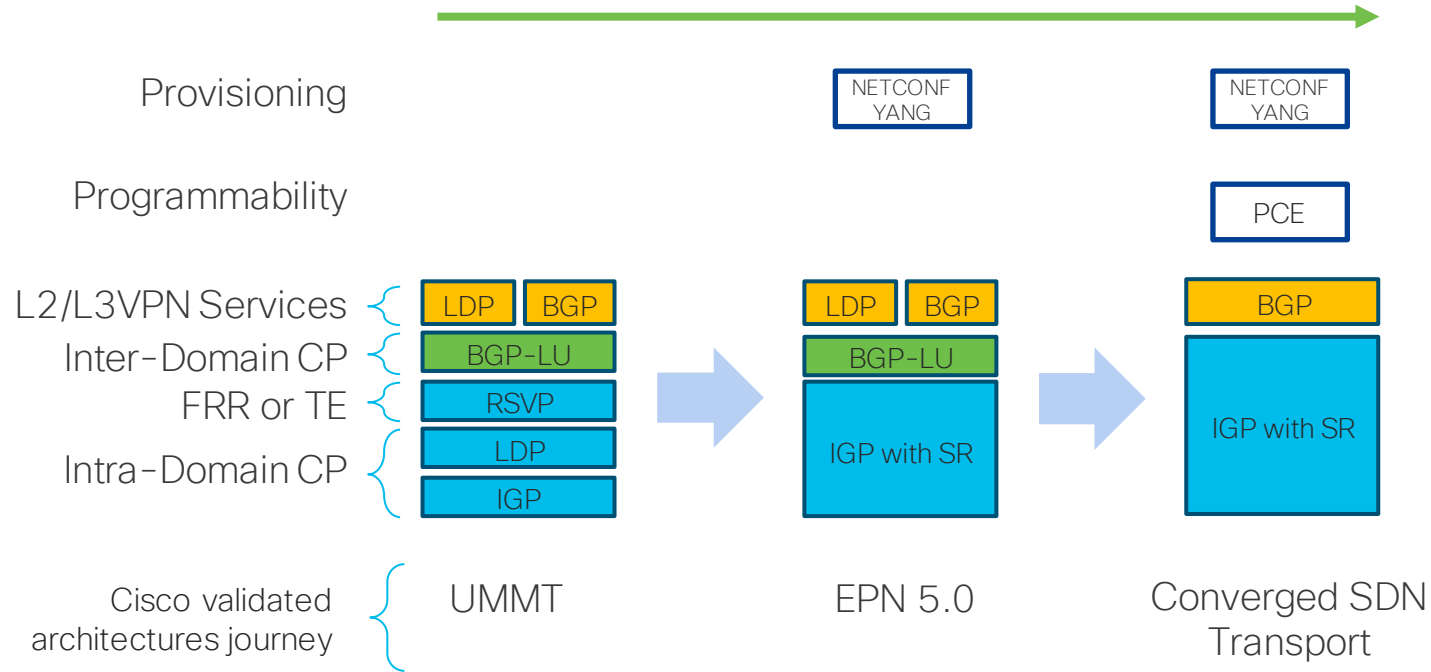 Provisioning
NETCONF
YANG
NETCONF
YANG
Programmability
PCE
L2/L3VPN Services
LDP
BGP
LDP
BGP
BGP
Inter-Domain CP
BGP-LU
BGP-LU
FRR or TE
RSVP
IGP with SR
IGP with SR
Intra-Domain CP
LDP
IGP
Cisco validated
architectures journey
UMMT
EPN 5.0
Converged SDN
Transport